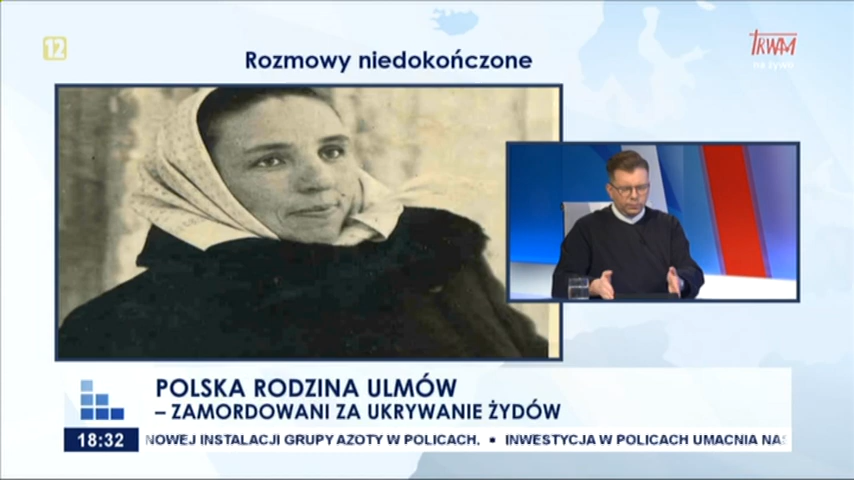 12
Rozmowy niedokończone
TRWAM
na żywo
POLSKA RODZINA ULMÓW
– ZAMORDOWANI ZA UKRYWANIE ŻYDÓW
18:32
NOWEJ INSTALACJI GRUPY AZOTY W POLICACH. ▪ INWESTYCJA W POLICACH UMACNIA NAS